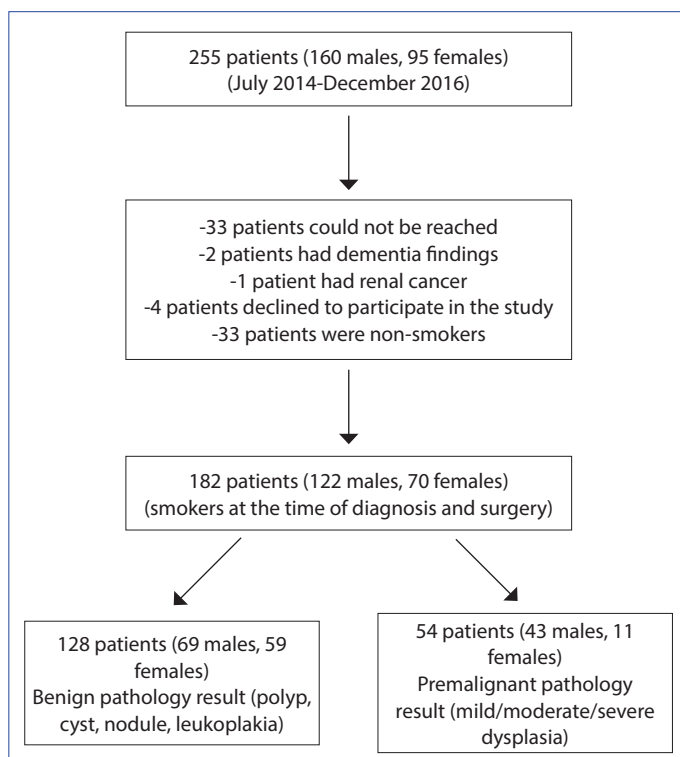 255 patients (160 males, 95 females)
(July 2014-December 2016)
-33 patients could not be reached
-2 patients had dementia findings
-1 patient had renal cancer
-4 patients declined to participate in the study
-33 patients were non-smokers
182 patients (122 males, 70 females)
(smokers at the time of diagnosis and surgery)
128 patients (69 males, 59
females)
Benign pathology result (polyp,
cyst, nodule, leukoplakia)
54 patients (43 males, 11
females)
Premalignant pathology
result (mild/moderate/severe
dysplasia)